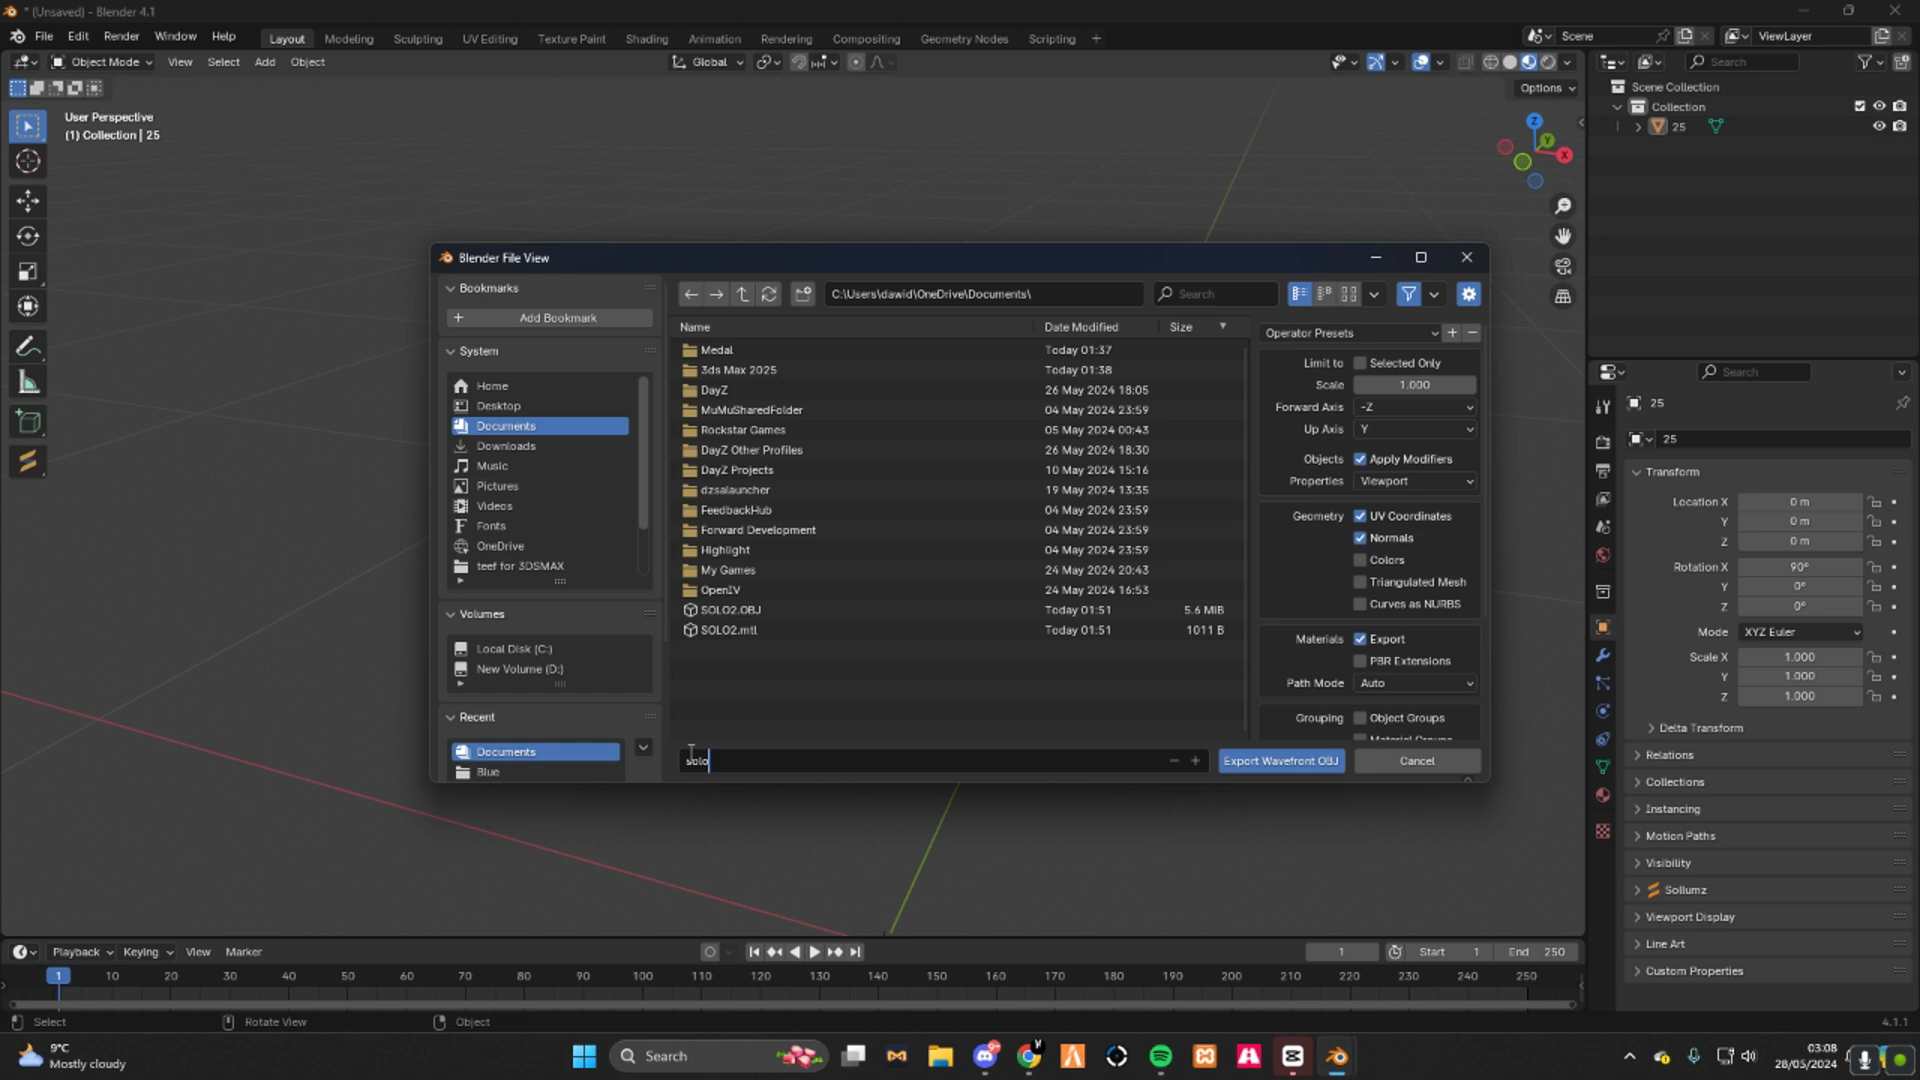 * (Unsaved) - Blender 4.1
File Edit Render Window Help Layout Modeling Sculpting UV Editing Texture Paint Shading Animation Rendering Compositing Geometry Nodes Scripting + Scene ViewLayer
Object Mode View Select Add Object Global Search
Options
User Perspective
(1) Collection | 25
Scene Collection
Collection
25
Z
Y
X
Blender File View
Bookmarks
Add Bookmark
System
Home
Desktop
Documents
Downloads
Music
Pictures
Videos
Fonts
OneDrive
teef for 3DSMAX
Volumes
Local Disk (C:)
New Volume (D:)
Recent
Documents
Blue
C:\Users\dawid\OneDrive\Documents\ Search
Name Date Modified Size
Medal Today 01:37
3ds Max 2025 Today 01:38
DayZ 26 May 2024 18:05
MuMuSharedFolder 04 May 2024 23:59
Rockstar Games 05 May 2024 00:43
DayZ Other Profiles 26 May 2024 18:30
DayZ Projects 10 May 2024 15:16
dzsalauncher 19 May 2024 13:35
FeedbackHub 04 May 2024 23:59
Forward Development 04 May 2024 23:59
Highlight 04 May 2024 23:59
My Games 24 May 2024 20:43
OpenIV 24 May 2024 16:53
SOLO2.OBJ Today 01:51 5.6 MiB
SOLO2.mtl Today 01:51 1011 B
solo
Export Wavefront OBJ Cancel
Operator Presets
Limit to Selected Only
Scale 1.000
Forward Axis -Z
Up Axis Y
Objects Apply Modifiers
Properties Viewport
Geometry UV Coordinates
Normals
Colors
Triangulated Mesh
Curves as NURBS
Materials Export
PBR Extensions
Path Mode Auto
Grouping Object Groups
Material Groups
Search
25
25
Transform
Location X 0 m
Y 0 m
Z 0 m
Rotation X 90°
Y 0°
Z 0°
Mode XYZ Euler
Scale X 1.000
Y 1.000
Z 1.000
Delta Transform
Relations
Collections
Instancing
Motion Paths
Visibility
Sollumz
Viewport Display
Line Art
Custom Properties
Playback Keying View Marker 1 Start 1 End 250
1 10 20 30 40 50 60 70 80 90 100 110 120 130 140 150 160 170 180 190 200 210 220 230 240 250
Select Rotate View Object 4.1.1
9°C
Mostly cloudy
Search
03:08
28/05/2024